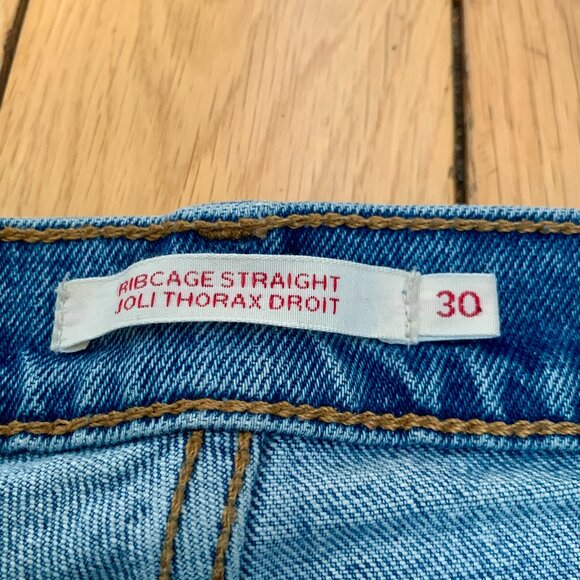 RIBCAGE STRAIGHT
JOLI THORAX DROIT
30